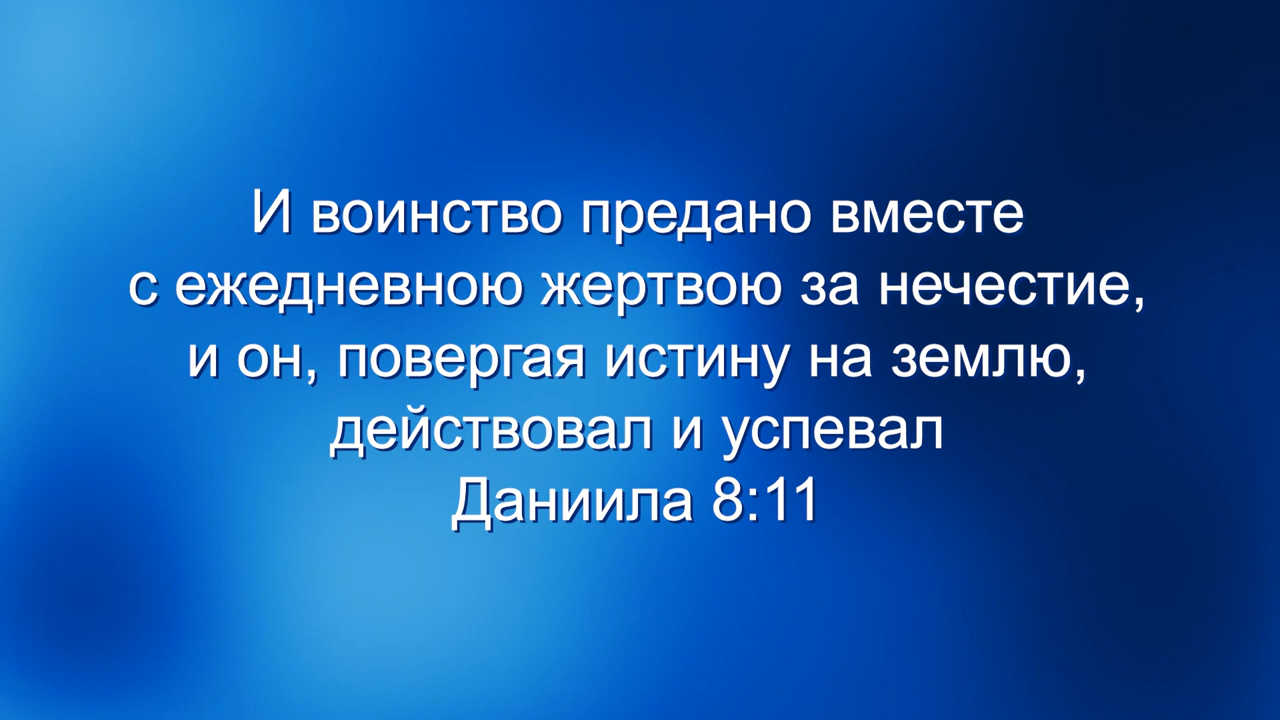 И воинство предано вместе
с ежедневною жертвою за нечестие,
и он, повергая истину на землю,
действовал и успевал
Даниила 8:11